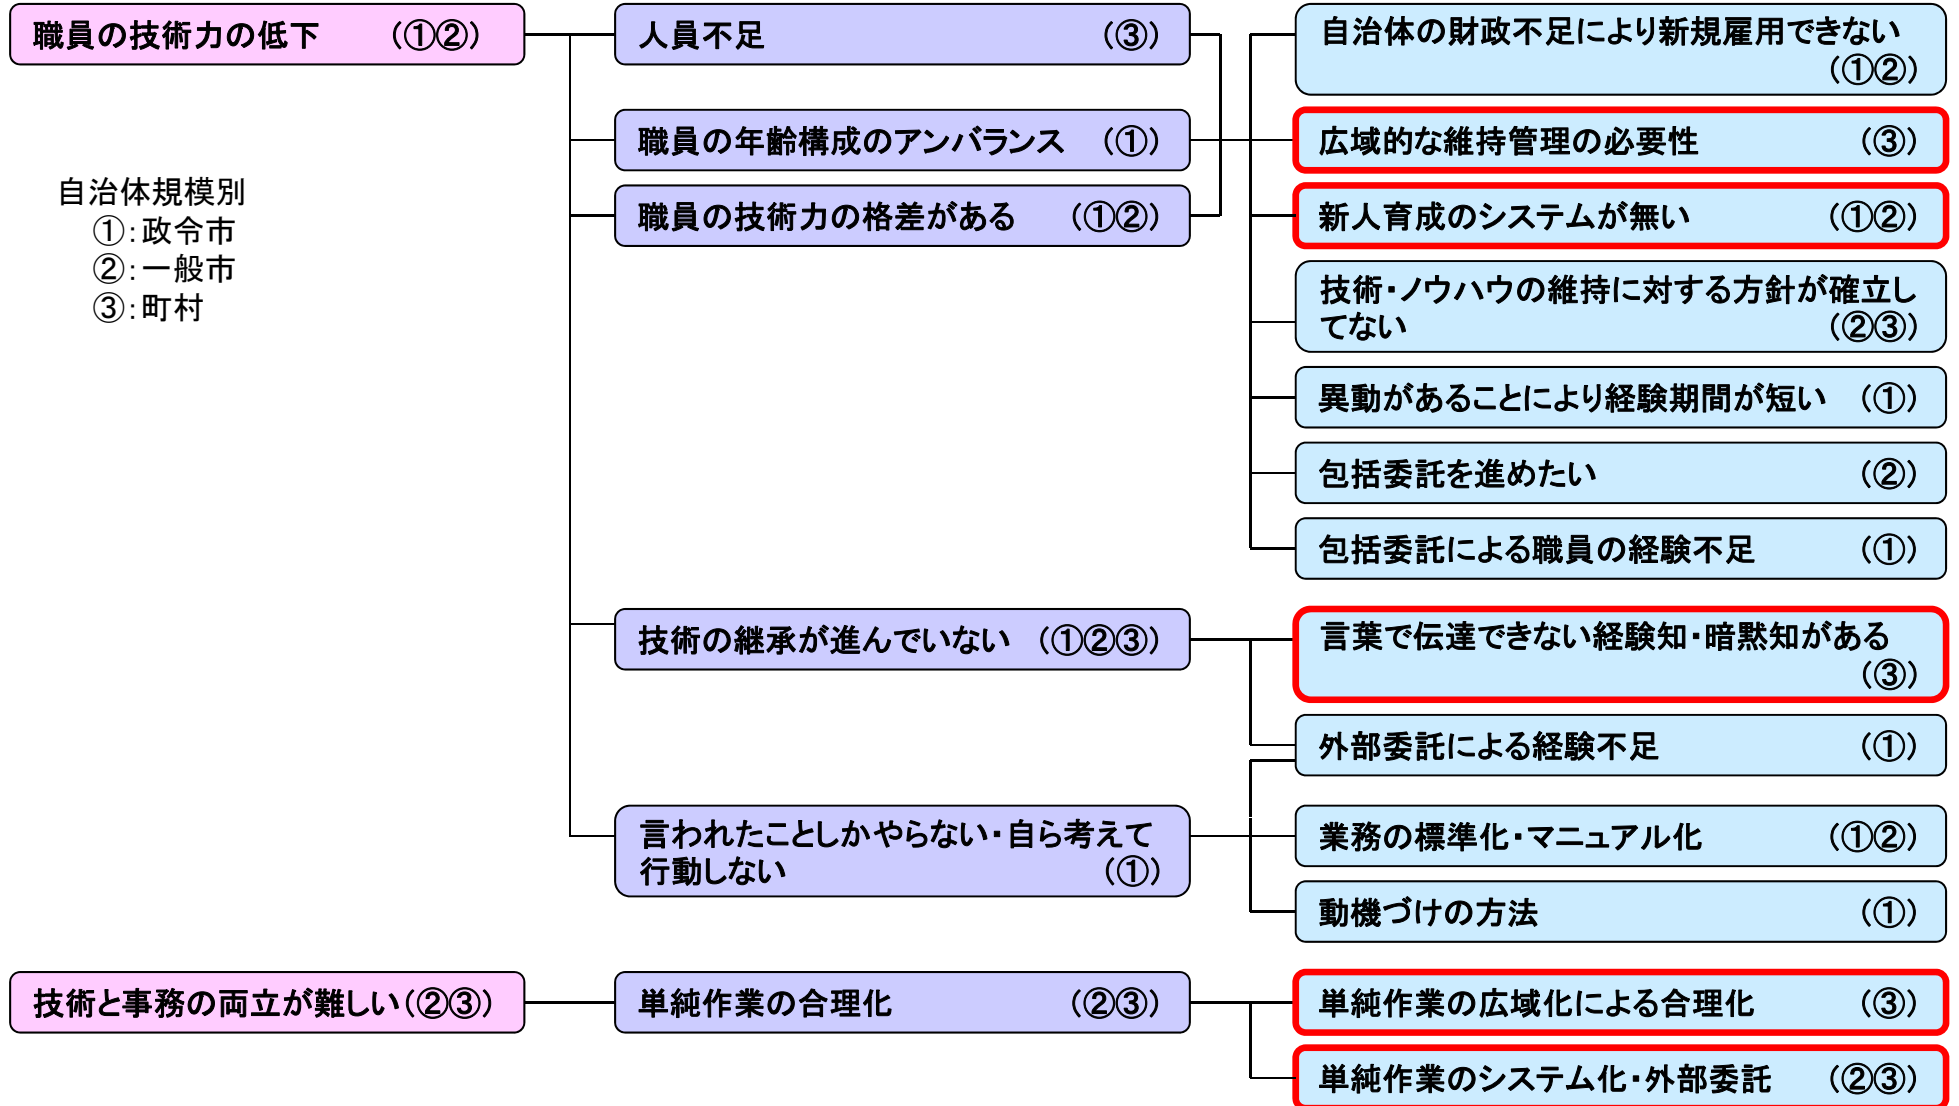 職員の技術力の低下 （①②）
人員不足 （③）
自治体の財政不足により新規雇用できない
（①②）
職員の年齢構成のアンバランス （①）
広域的な維持管理の必要性 （③）
自治体規模別
①：政令市
②：一般市
③：町村
職員の技術力の格差がある （①②）
新人育成のシステムが無い （①②）
技術・ノウハウの維持に対する方針が確立し
てない （②③）
異動があることにより経験期間が短い （①）
包括委託を進めたい （②）
包括委託による職員の経験不足 （①）
技術の継承が進んでいない （①②③）
言葉で伝達できない経験知・暗黙知がある
（③）
外部委託による経験不足 （①）
言われたことしかやらない・自ら考えて
行動しない （①）
業務の標準化・マニュアル化 （①②）
動機づけの方法 （①）
技術と事務の両立が難しい（②③）
単純作業の合理化 （②③）
単純作業の広域化による合理化 （③）
単純作業のシステム化・外部委託 （②③）